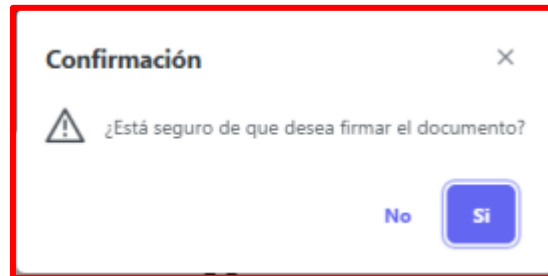 Confirmación
¿Está seguro de que desea firmar el documento?
No
Si